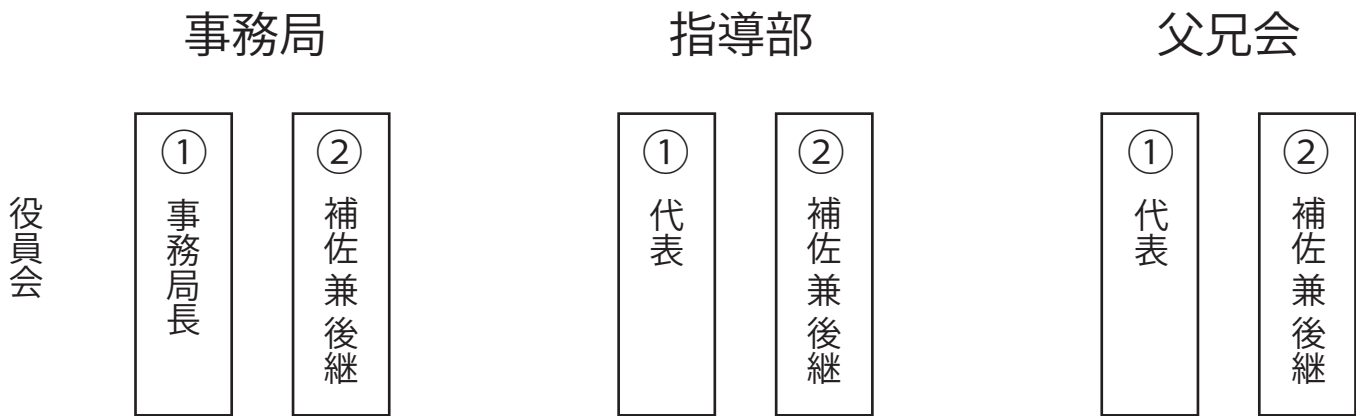 事務局
指導部
父兄会
役員会
① 事務局長
② 補佐兼後継
① 代表
② 補佐兼後継
① 代表
② 補佐兼後継